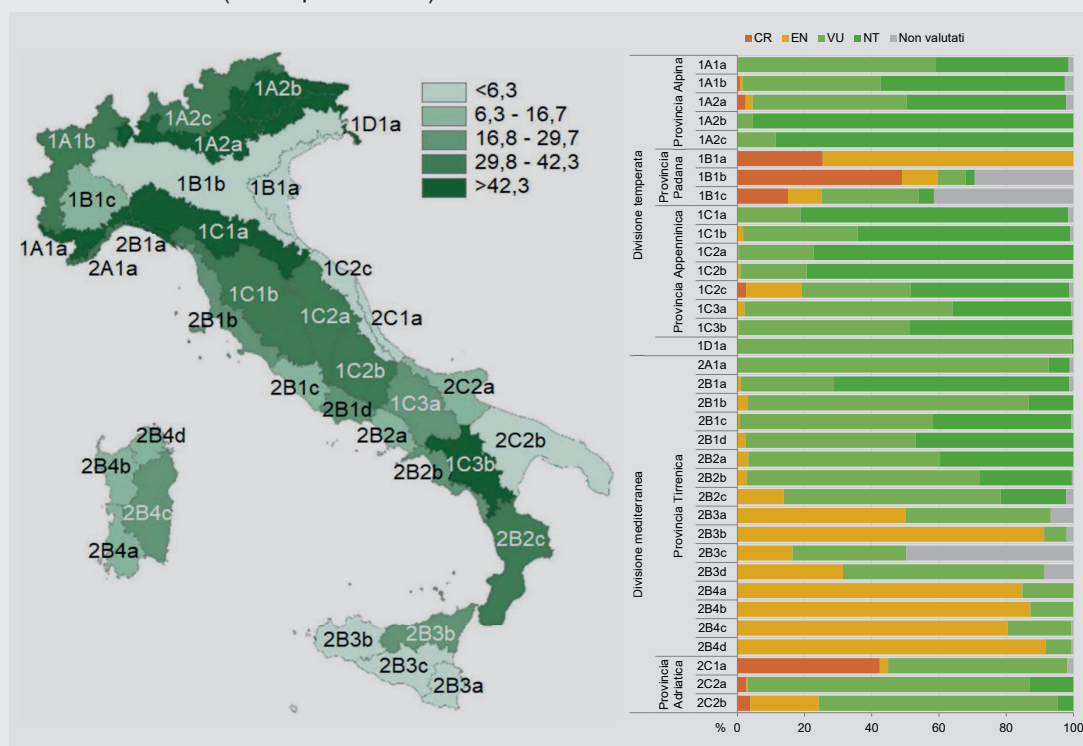 <6,3
6,3 - 16,7
16,8 - 29,7
29,8 - 42,3
>42,3
1A2b
1A2c
1D1a
1A1b
1A2a
1B1b
1B1a
1B1c
1C1a
1A1a
2B1a
2A1a
1C2c
1C1b
2C1a
1C2a
2B1b
1C2b
2B1c
2C2a
1C3a
2B1d
2B2a
2C2b
2B4d
1C3b
2B4b
2B2b
2B4c
2B2c
2B4a
2B3b
2B3b
2B3c
2B3a
CR EN VU NT Non valutati
Divisione temperata
Provincia Alpina
1A1a
1A1b
1A2a
1A2b
1A2c
Provincia
Padana
1B1a
1B1b
1B1c
Provincia Appenninica
1C1a
1C1b
1C2a
1C2b
1C2c
1C3a
1C3b
1D1a
Divisione mediterranea
Provincia Tirrenica
2A1a
2B1a
2B1b
2B1c
2B1d
2B2a
2B2b
2B2c
2B3a
2B3b
2B3c
2B3d
2B4a
2B4b
2B4c
2B4d
Provincia
Adriatica
2C1a
2C2a
2C2b
% 0 20 40 60 80 100